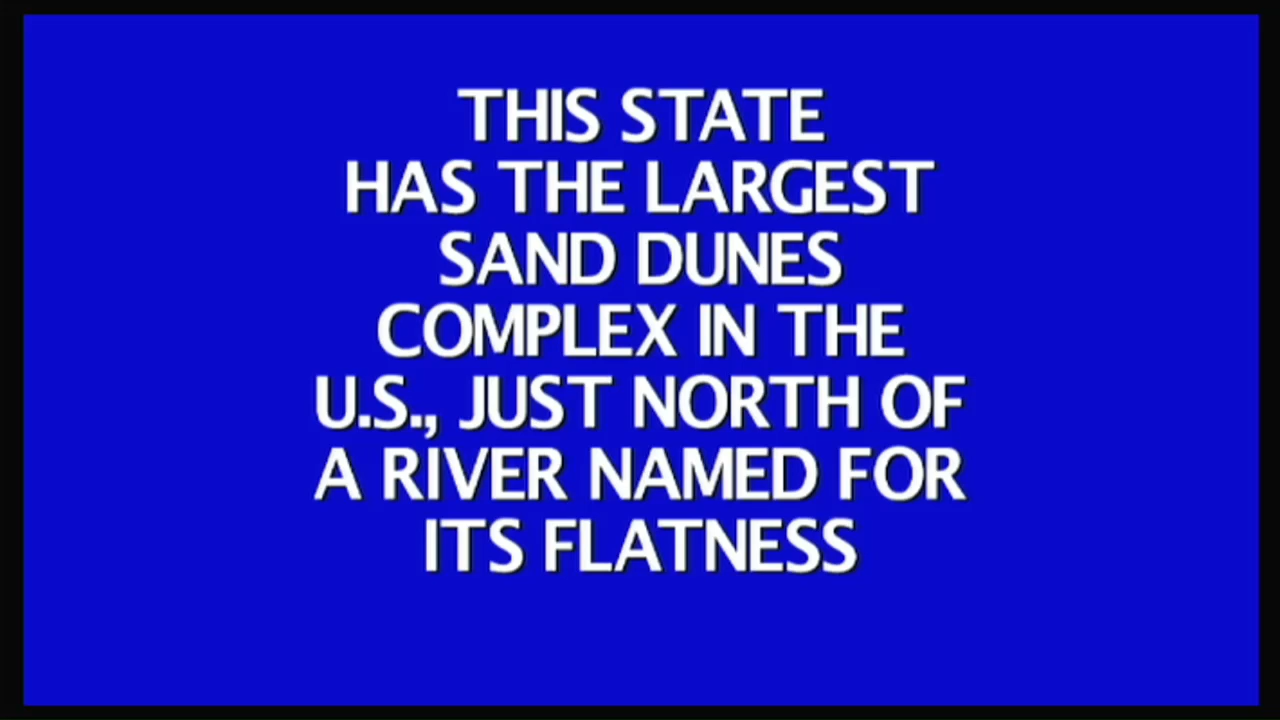 THIS STATE
HAS THE LARGEST
SAND DUNES
COMPLEX IN THE
U.S., JUST NORTH OF
A RIVER NAMED FOR
ITS FLATNESS